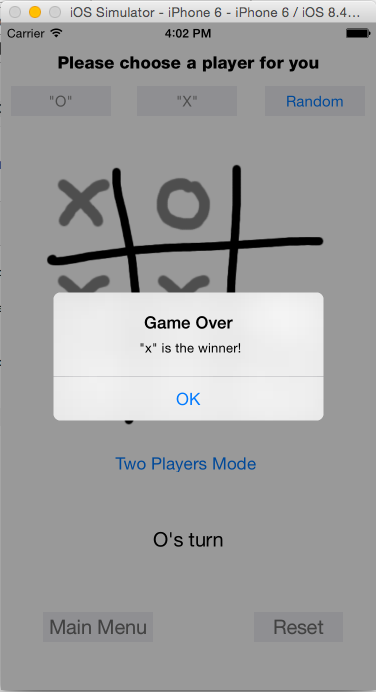 iOS Simulator - iPhone 6 - iPhone 6 / iOS 8.4...
Carrier 4:02 PM
Please choose a player for you
"O" "X" Random
X O
Game Over
"x" is the winner!
OK
Two Players Mode
O's turn
Main Menu Reset